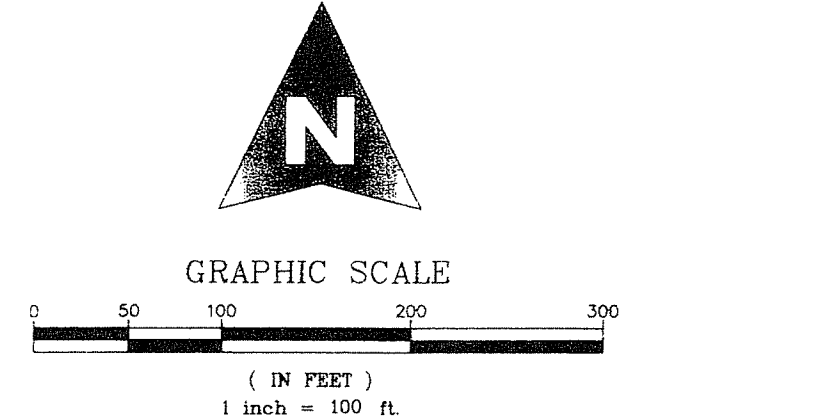 N
GRAPHIC SCALE
0 50 100 200 300
( IN FEET )
1 inch = 100 ft.